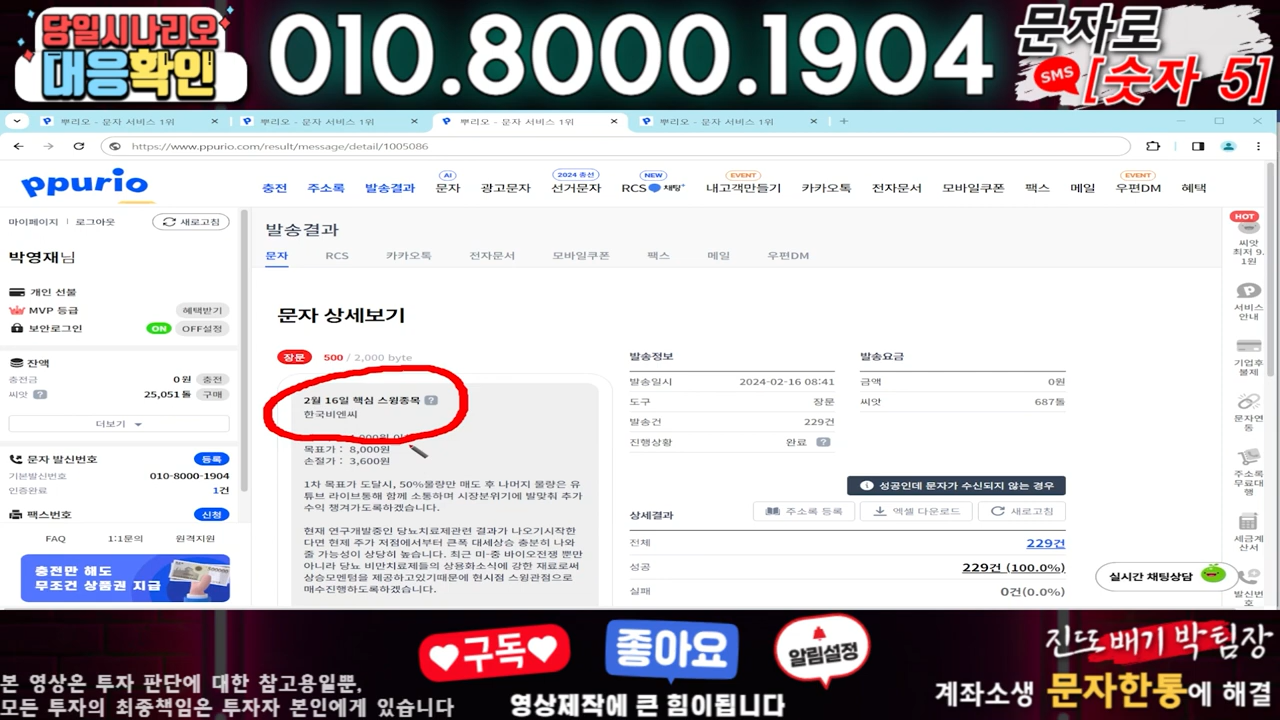 당일시나리오
대응확인
010.8000.1904
문자로
SMS
[숫자 5]
뿌리오 - 문자 서비스 1위
뿌리오 - 문자 서비스 1위
뿌리오 - 문자 서비스 1위
뿌리오 - 문자 서비스 1위
https://www.ppurio.com/result/message/detail/1005086
ppurio
충전 주소록 발송결과 AI 문자 광고문자 2024 총선 선거문자 NEW RCS 채팅+ EVENT 내고객만들기 카카오톡 전자문서 모바일쿠폰 팩스 메일 EVENT 우편DM 혜택
마이페이지 | 로그아웃 새로고침
박영재님
개인 선불
MVP 등급 혜택받기
보안로그인 ON OFF설정
잔액
충전금 0원 충전
씨앗 ? 25,051톨 구매
더보기
문자 발신번호 등록
기본발신번호 010-8000-1904
인증완료 1건
팩스번호 신청
FAQ 1:1문의 원격지원
충전만 해도
무조건 상품권 지급
발송결과
문자 RCS 카카오톡 전자문서 모바일쿠폰 팩스 메일 우편DM
문자 상세보기
장문 500 / 2,000 byte
2월 16일 핵심 스윙종목 ?
한국비엔씨
목표가 : 8,000원
손절가 : 3,600원
1차 목표가 도달시, 50%물량만 매도 후 나머지 물량은 유
튜브 라이브통해 함께 소통하며 시장분위기에 발맞춰 추가
수익 챙겨가도록하겠습니다.
현재 연구개발중인 당뇨치료제관련 결과가 나오기시작한
다면 현재 주가 저점에서부터 큰폭 대세상승 충분히 나와
줄 가능성이 상당히 높습니다. 최근 미·중 바이오전쟁 뿐만
아니라 당뇨 비만치료제들의 상용화소식에 강한 재료로써
상승모멘텀을 제공하고있기때문에 현시점 스윙관점으로
매수진행하도록하겠습니다.
발송정보
발송일시 2024-02-16 08:41
도구 장문
발송건 229건
진행상황 완료 ?
발송요금
금액 0원
씨앗 687톨
성공인데 문자가 수신되지 않는 경우
상세결과 주소록 등록 엑셀 다운로드 새로고침
전체 229건
성공 229건 (100.0%)
실패 0건(0.0%)
HOT
씨앗
최저 9.
1원
서비스
안내
기업후
불제
문자연
동
주소록
무료대
행
세금계
산서
발신번
호
실시간 채팅상담
구독
좋아요
알림설정
영상제작에 큰 힘이됩니다
본 영상은 투자 판단에 대한 참고용일뿐,
모든 투자의 최종책임은 투자자 본인에게 있습니다
진또배기 박팀장
계좌소생 문자한통에 해결